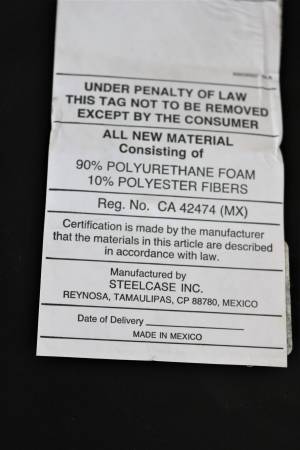 UNDER PENALTY OF LAW
THIS TAG NOT TO BE REMOVED
EXCEPT BY THE CONSUMER
ALL NEW MATERIAL
Consisting of
90% POLYURETHANE FOAM
10% POLYESTER FIBERS
Reg. No. CA 42474 (MX)
Certification is made by the manufacturer
that the materials in this article are described
in accordance with law.
Manufactured by
STEELCASE INC.
REYNOSA, TAMAULIPAS, CP 88780, MEXICO
Date of Delivery
MADE IN MEXICO